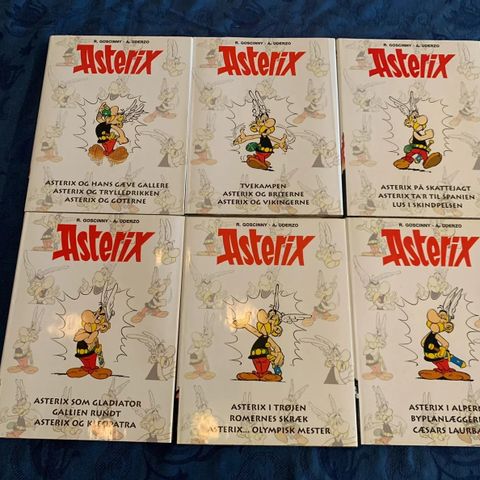 R. GOSCINNY · A. UDERZO
Asterix
ASTERIX OG HANS GÆVE GALLERE
ASTERIX OG TRYLLEDRIKKEN
ASTERIX OG GOTERNE
R. GOSCINNY · A. UDERZO
Asterix
TVEKAMPEN
ASTERIX OG BRITERNE
ASTERIX OG VIKINGERNE
R. GOSCINNY · A. UDERZO
Asterix
ASTERIX PÅ SKATTEJAGT
ASTERIX TA'R TIL SPANIEN
LUS I SKINDPELSEN
R. GOSCINNY · A. UDERZO
Asterix
ASTERIX SOM GLADIATOR
GALLIEN RUNDT
ASTERIX OG KLEOPATRA
R. GOSCINNY · A. UDERZO
Asterix
ASTERIX I TRØJEN
ROMERNES SKRÆK
ASTERIX... OLYMPISK MESTER
R. GOSCINNY · A. UDERZO
Asterix
ASTERIX I ALPER
BYPLANLÆGGER
CÆSARS LAURBÆ